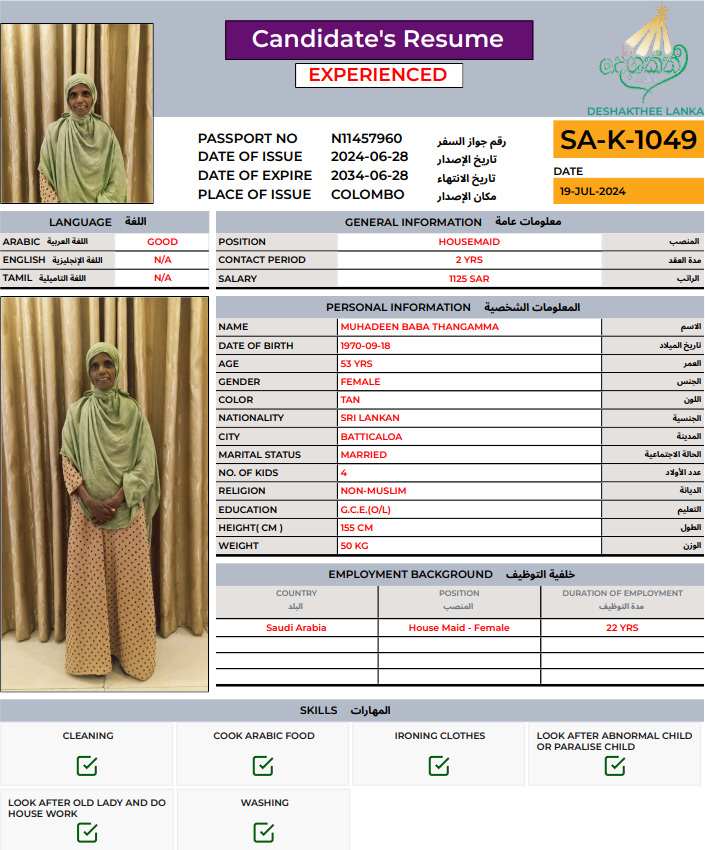 Candidate's Resume
EXPERIENCED
දේශක්ති
DESHAKTHEE LANKA
PASSPORT NO N11457960 رقم جواز السفر
DATE OF ISSUE 2024-06-28 تاريخ الإصدار
DATE OF EXPIRE 2034-06-28 تاريخ الانتهاء
PLACE OF ISSUE COLOMBO مكان الإصدار
SA-K-1049
DATE
19-JUL-2024
LANGUAGE اللغة
ARABIC اللغة العربية GOOD
ENGLISH اللغة الإنجليزية N/A
TAMIL اللغة التاميلية N/A
GENERAL INFORMATION معلومات عامة
POSITION HOUSEMAID المنصب
CONTACT PERIOD 2 YRS مدة العقد
SALARY 1125 SAR الراتب
PERSONAL INFORMATION المعلومات الشخصية
NAME MUHADEEN BABA THANGAMMA الاسم
DATE OF BIRTH 1970-09-18 تاريخ الميلاد
AGE 53 YRS العمر
GENDER FEMALE الجنس
COLOR TAN اللون
NATIONALITY SRI LANKAN الجنسية
CITY BATTICALOA المدينة
MARITAL STATUS MARRIED الحالة الاجتماعية
NO. OF KIDS 4 عدد الأولاد
RELIGION NON-MUSLIM الديانة
EDUCATION G.C.E.(O/L) التعليم
HEIGHT( CM ) 155 CM الطول
WEIGHT 50 KG الوزن
EMPLOYMENT BACKGROUND خلفية التوظيف
COUNTRY POSITION DURATION OF EMPLOYMENT
البلد المنصب مدة التوظيف
Saudi Arabia House Maid - Female 22 YRS
SKILLS المهارات
CLEANING
COOK ARABIC FOOD
IRONING CLOTHES
LOOK AFTER ABNORMAL CHILD
OR PARALISE CHILD
LOOK AFTER OLD LADY AND DO
HOUSE WORK
WASHING